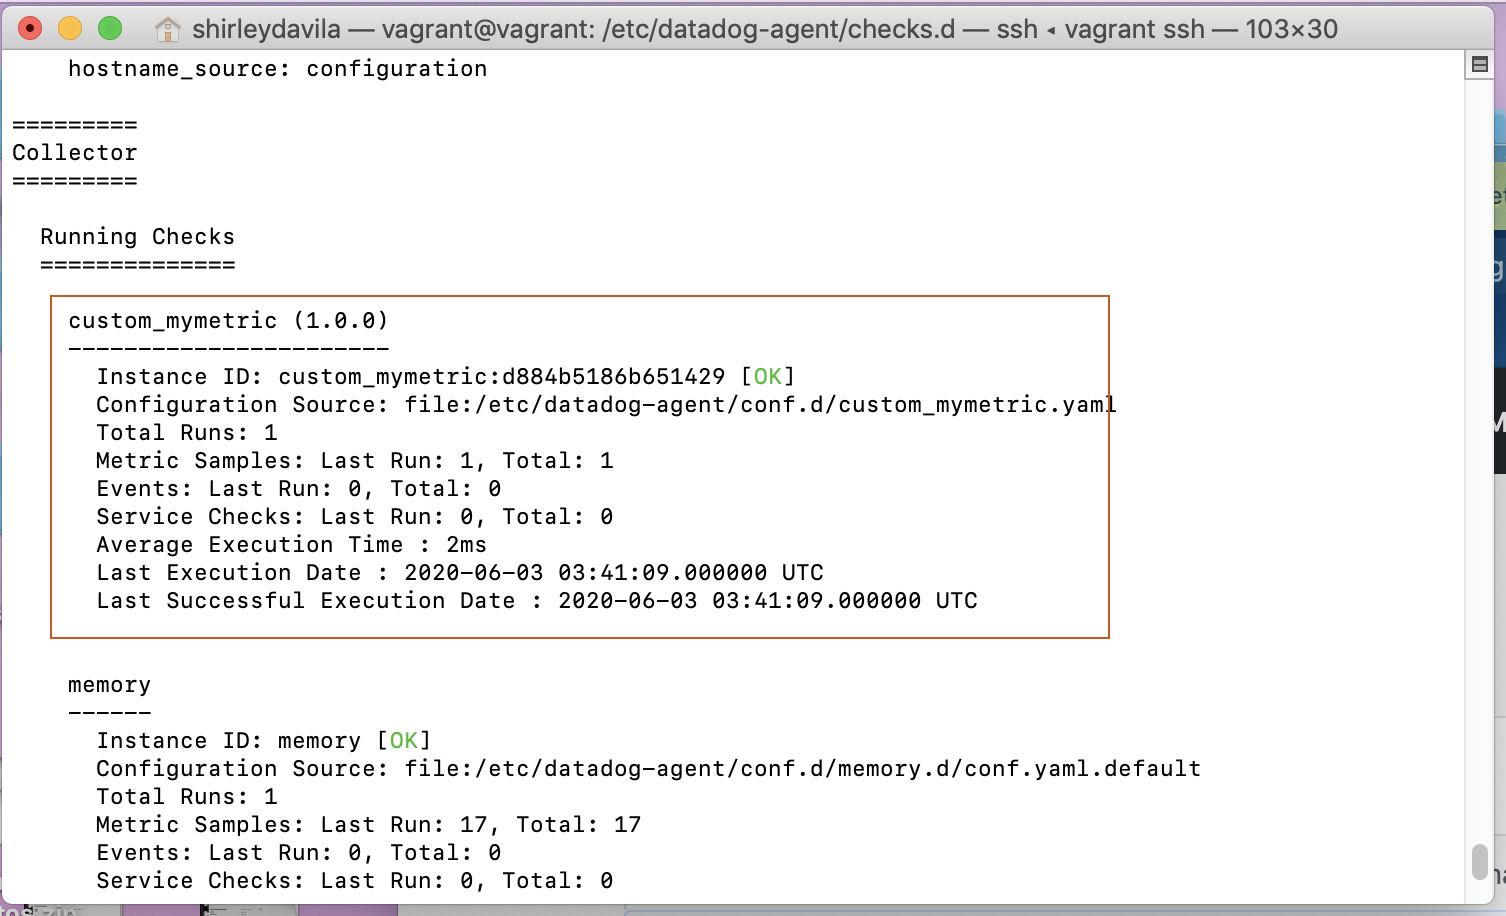 shirleydavila — vagrant@vagrant: /etc/datadog-agent/checks.d — ssh ◂ vagrant ssh — 103×30
hostname_source: configuration
=========
Collector
=========
Running Checks
==============
custom_mymetric (1.0.0)
-----------------------
Instance ID: custom_mymetric:d884b5186b651429 [OK]
Configuration Source: file:/etc/datadog-agent/conf.d/custom_mymetric.yaml
Total Runs: 1
Metric Samples: Last Run: 1, Total: 1
Events: Last Run: 0, Total: 0
Service Checks: Last Run: 0, Total: 0
Average Execution Time : 2ms
Last Execution Date : 2020-06-03 03:41:09.000000 UTC
Last Successful Execution Date : 2020-06-03 03:41:09.000000 UTC
memory
------
Instance ID: memory [OK]
Configuration Source: file:/etc/datadog-agent/conf.d/memory.d/conf.yaml.default
Total Runs: 1
Metric Samples: Last Run: 17, Total: 17
Events: Last Run: 0, Total: 0
Service Checks: Last Run: 0, Total: 0